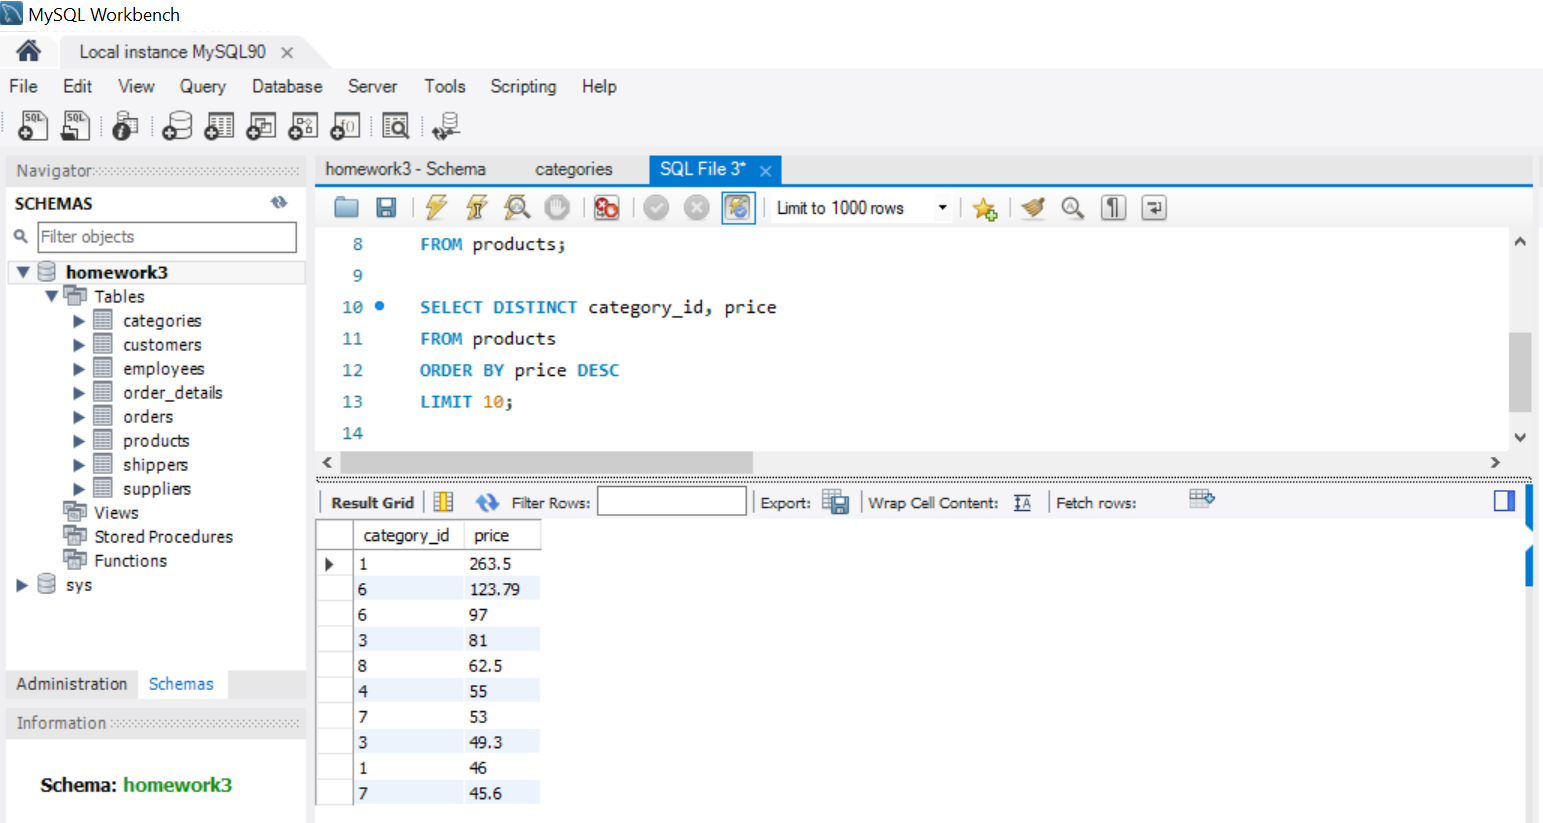 MySQL Workbench
Local instance MySQL90
File Edit View Query Database Server Tools Scripting Help
Navigator
SCHEMAS
Filter objects
homework3
Tables
categories
customers
employees
order_details
orders
products
shippers
suppliers
Views
Stored Procedures
Functions
sys
Administration Schemas
Information
Schema: homework3
homework3 - Schema categories SQL File 3*
Limit to 1000 rows
8 FROM products;
9
10 SELECT DISTINCT category_id, price
11 FROM products
12 ORDER BY price DESC
13 LIMIT 10;
14
Result Grid Filter Rows: Export: Wrap Cell Content: Fetch rows:
category_id price
1 263.5
6 123.79
6 97
3 81
8 62.5
4 55
7 53
3 49.3
1 46
7 45.6